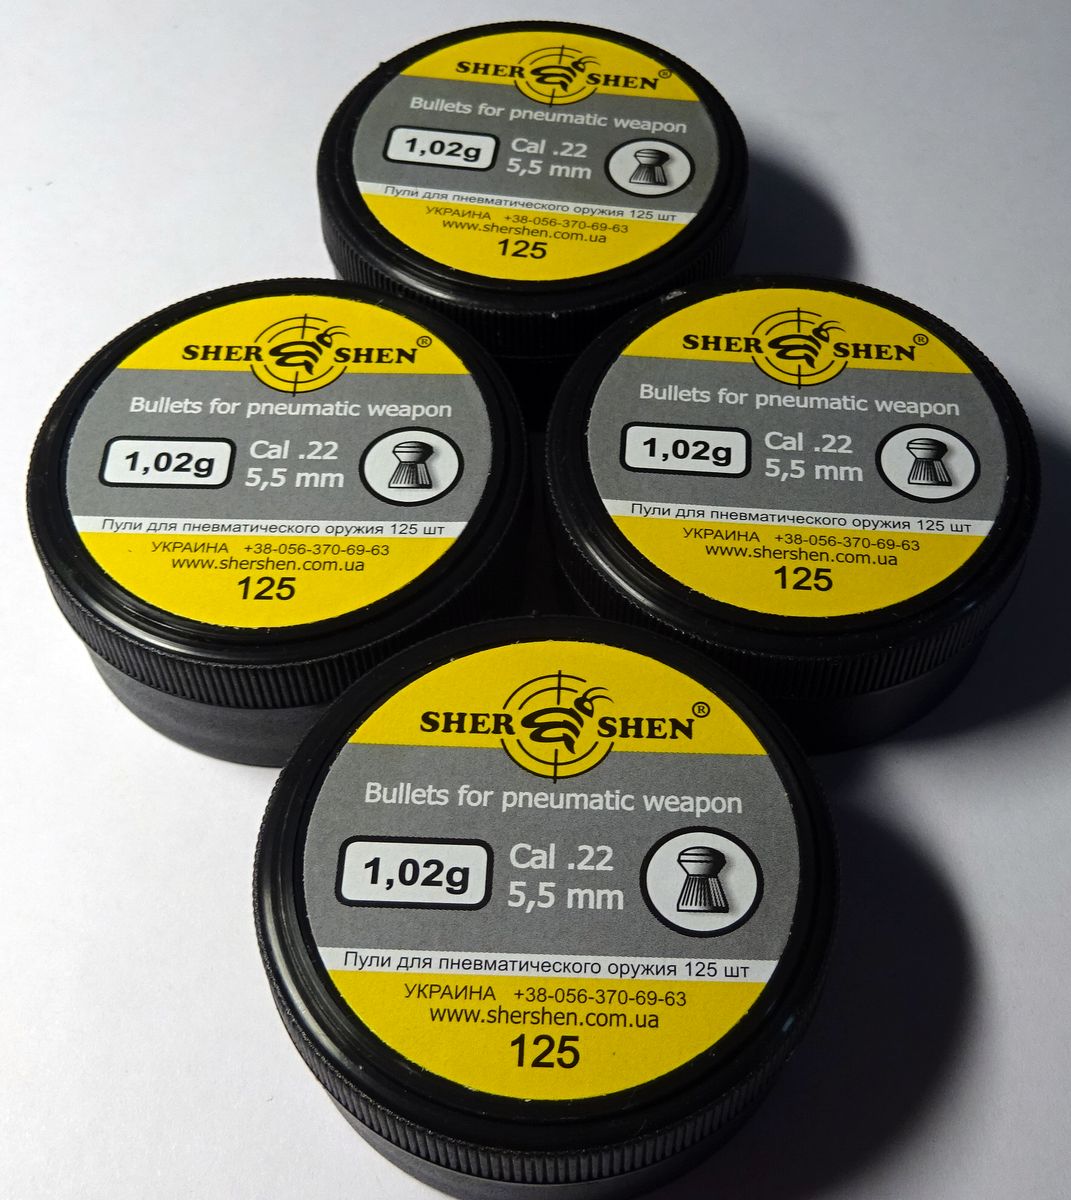 SHER SHEN®
Bullets for pneumatic weapon
1,02g
Cal .22
5,5 mm
Пули для пневматического оружия 125 шт
УКРАИНА +38-056-370-69-63
www.shershen.com.ua
125
SHER SHEN®
Bullets for pneumatic weapon
1,02g
Cal .22
5,5 mm
Пули для пневматического оружия 125 шт
УКРАИНА +38-056-370-69-63
www.shershen.com.ua
125
SHER SHEN®
Bullets for pneumatic weapon
1,02g
Cal .22
5,5 mm
Пули для пневматического оружия 125 шт
УКРАИНА +38-056-370-69-63
www.shershen.com.ua
125
SHER SHEN®
Bullets for pneumatic weapon
1,02g
Cal .22
5,5 mm
Пули для пневматического оружия 125 шт
УКРАИНА +38-056-370-69-63
www.shershen.com.ua
125